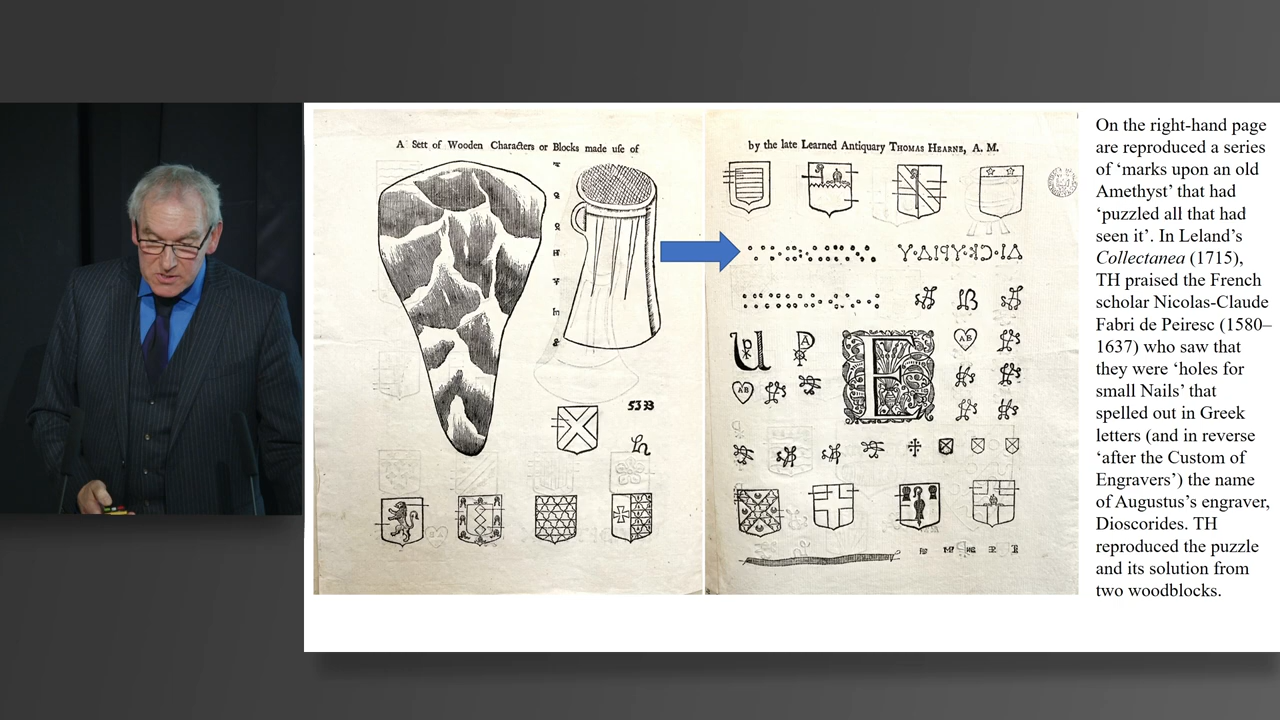 A Sett of Wooden Characters or Blocks made uſe of
by the late Learned Antiquary THOMAS HEARNE, A. M.
5333
AB
AB
E
On the right-hand page
are reproduced a series
of ‘marks upon an old
Amethyst’ that had
‘puzzled all that had
seen it’. In Leland’s
Collectanea (1715),
TH praised the French
scholar Nicolas-Claude
Fabri de Peiresc (1580–
1637) who saw that
they were ‘holes for
small Nails’ that
spelled out in Greek
letters (and in reverse
‘after the Custom of
Engravers’) the name
of Augustus’s engraver,
Dioscorides. TH
reproduced the puzzle
and its solution from
two woodblocks.